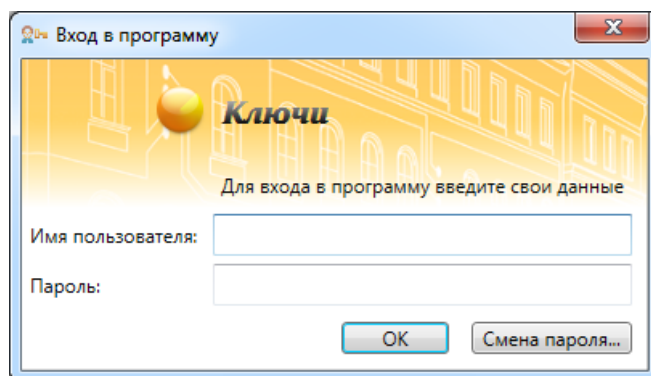 Вход в программу
Ключи
Для входа в программу введите свои данные
Имя пользователя:
Пароль:
OK
Смена пароля...